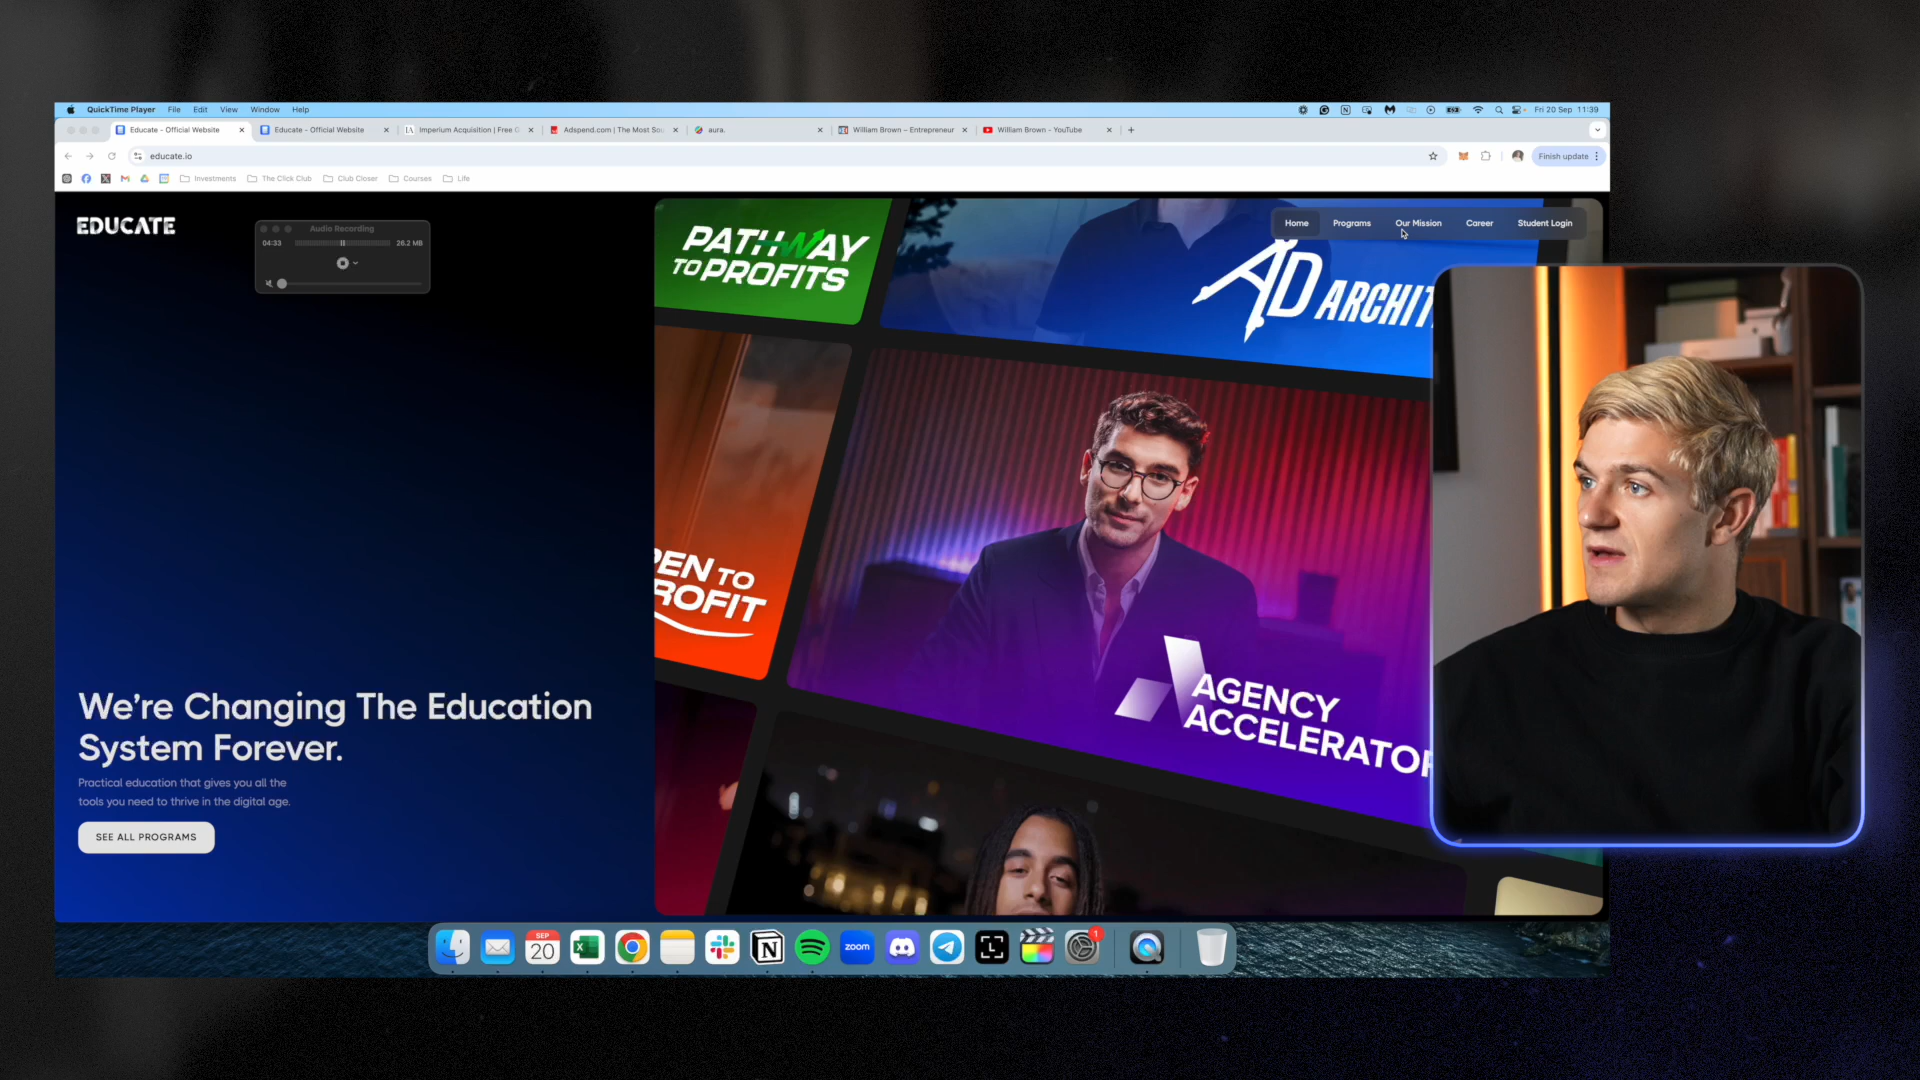 QuickTime Player File Edit View Window Help
Fri 20 Sep 11:39
Educate - Official Website
Educate - Official Website
Imperium Acquisition | Free G
Adspend.com | The Most Sou
aura.
William Brown – Entrepreneur
William Brown - YouTube
educate.io
Finish update
Investments
The Click Club
Club Closer
Courses
Life
EDUCATE
Audio Recording
04:33
26.2 MB
Home
Programs
Our Mission
Career
Student Login
PATHWAY
TO PROFITS
AD ARCHIT
PEN TO
ROFIT
AGENCY
ACCELERATOR
We're Changing The Education
System Forever.
Practical education that gives you all the
tools you need to thrive in the digital age.
SEE ALL PROGRAMS
SEP
20
zoom
1